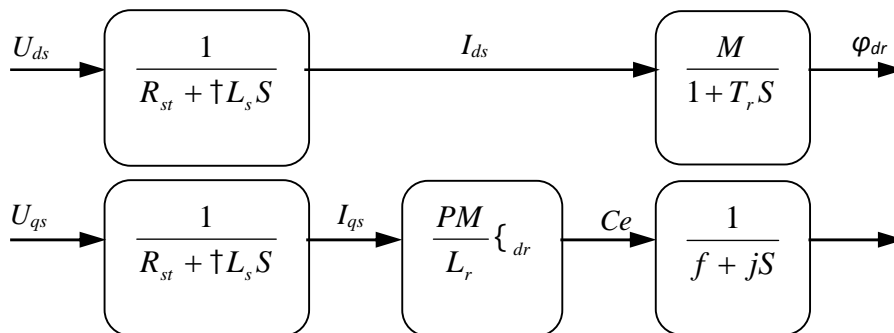 U_ds
1 / (R_st + †L_s S)
I_ds
M / (1 + T_r S)
φ_dr
U_qs
1 / (R_st + †L_s S)
I_qs
PM / L_r { _dr
Ce
1 / (f + jS)